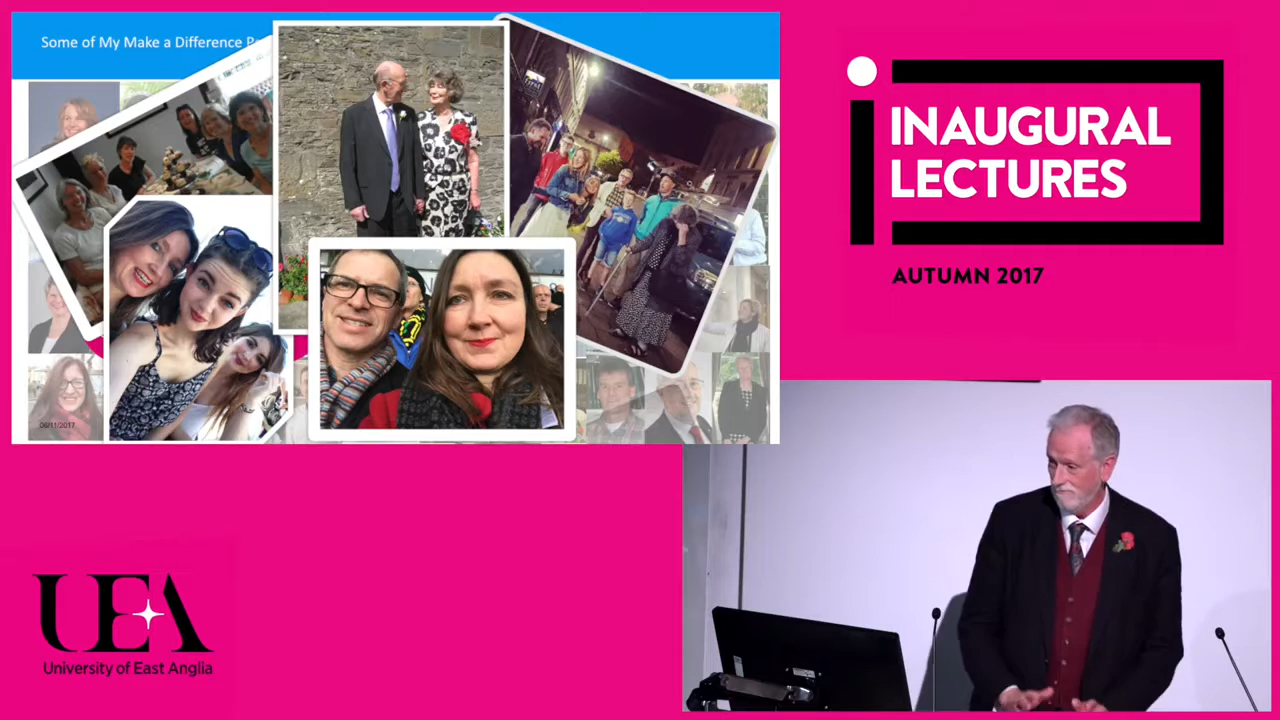 Some of My Make a Difference
06/11/2017
INAUGURAL
LECTURES
AUTUMN 2017
UEA
University of East Anglia